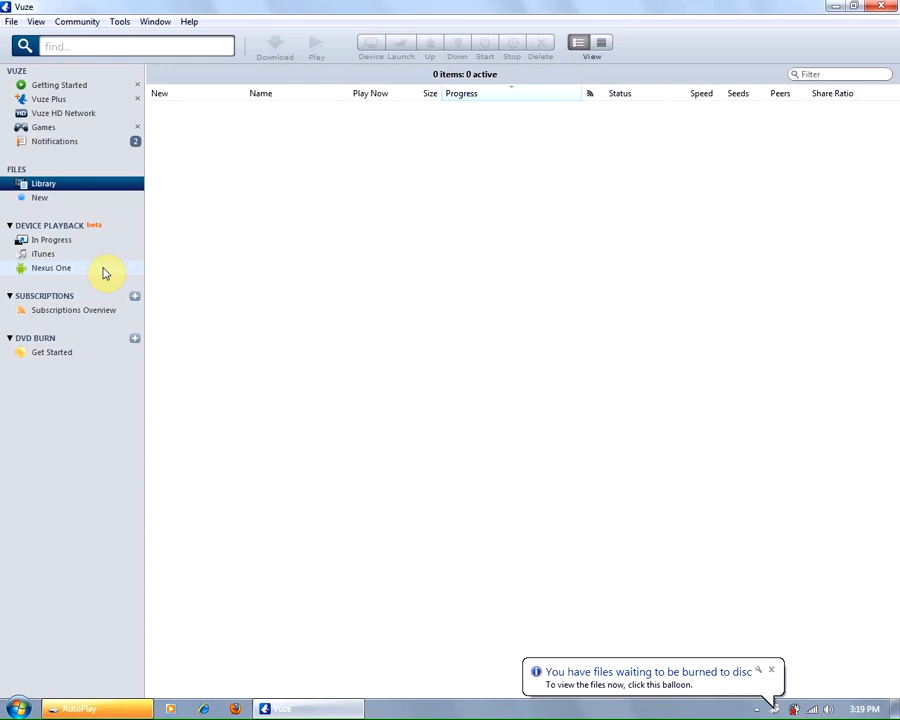 Vuze
File View Community Tools Window Help
find...
Download Play Device Launch Up Down Start Stop Delete View
VUZE
0 items: 0 active
Filter
Getting Started
New Name Play Now Size Progress Status Speed Seeds Peers Share Ratio
Vuze Plus
HD Vuze HD Network
Games
Notifications 2
FILES
Library
New
DEVICE PLAYBACK beta
In Progress
iTunes
Nexus One
SUBSCRIPTIONS
Subscriptions Overview
DVD BURN
Get Started
You have files waiting to be burned to disc
To view the files now, click this balloon.
AutoPlay Vuze 3:19 PM